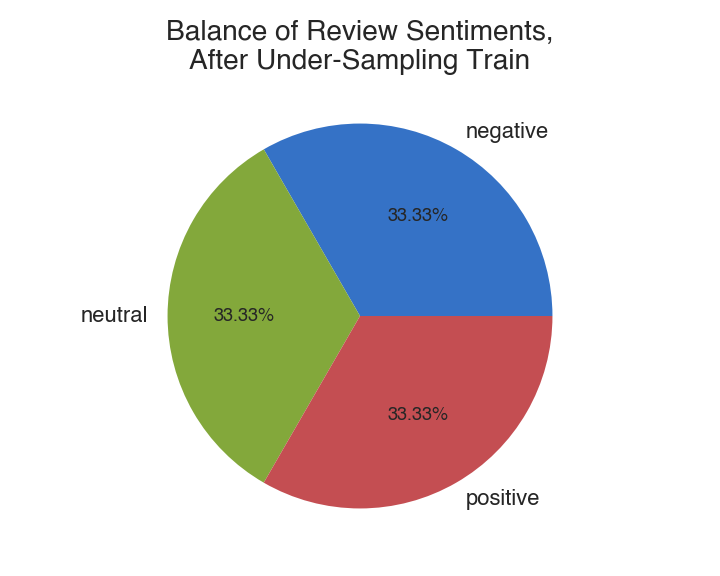 Balance of Review Sentiments,
After Under-Sampling Train
negative
33.33%
neutral
33.33%
33.33%
positive